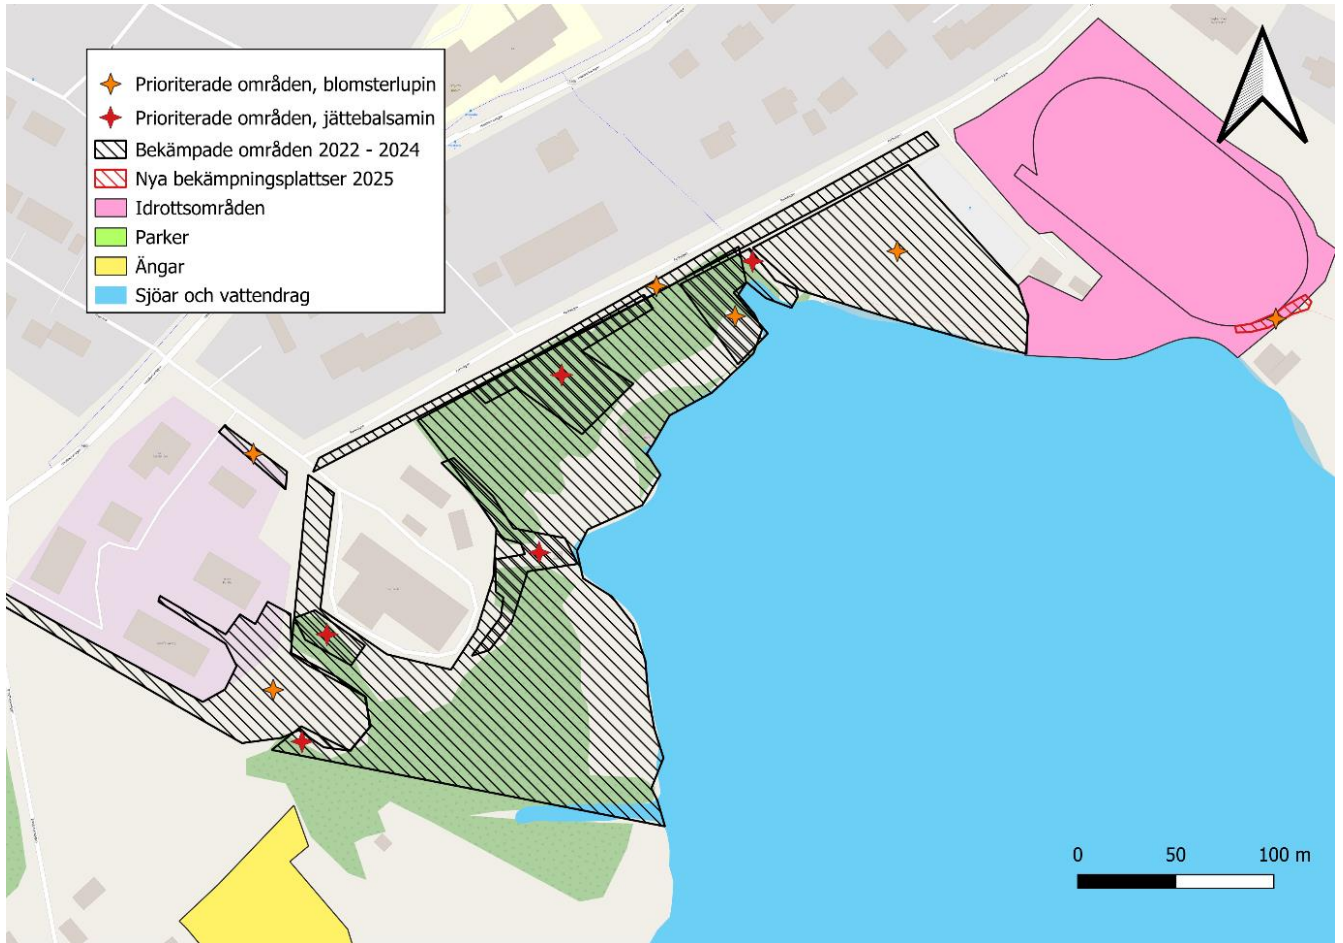 Prioriterade områden, blomsterlupin
Prioriterade områden, jättebalsamin
Bekämpade områden 2022 - 2024
Nya bekämpningsplattser 2025
Idrottsområden
Parker
Ängar
Sjöar och vattendrag
0 50 100 m